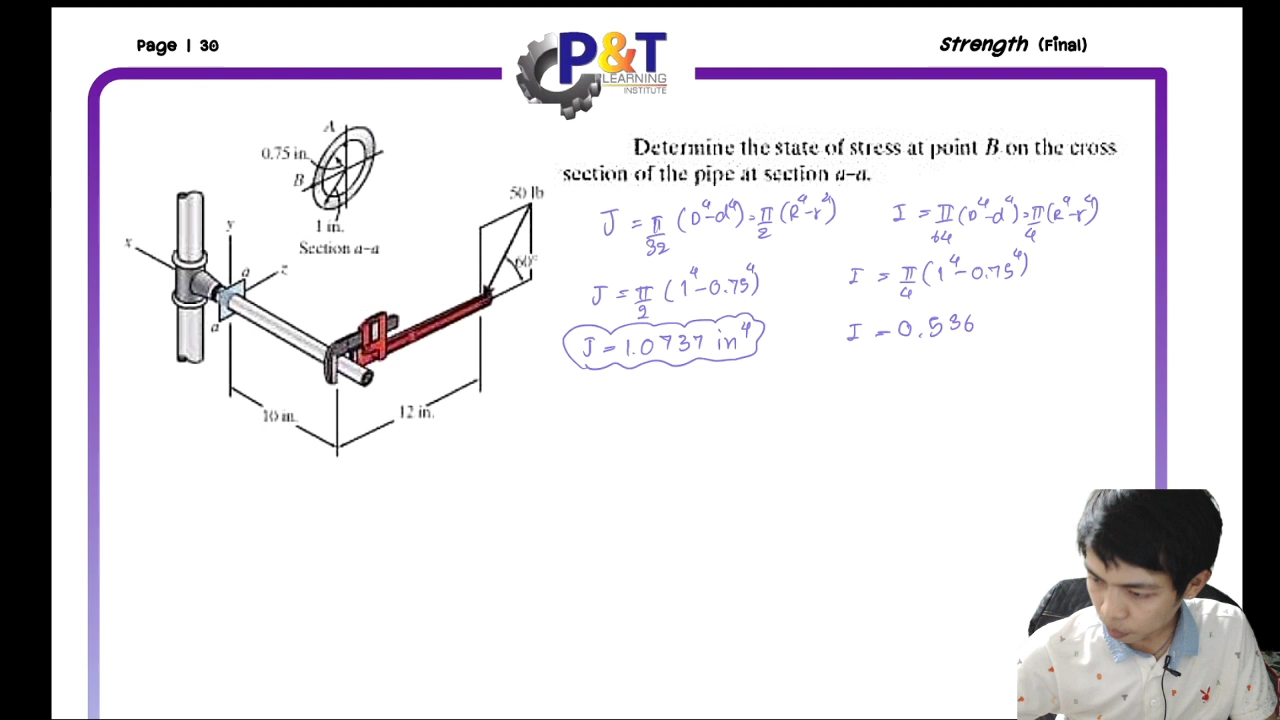 Page | 30
P&T
LEARNING
INSTITUTE
Strength (Final)
Determine the state of stress at point B on the cross
section of the pipe at section a–a.
A
0.75 in.
B
1 in.
Section a–a
50 lb
60°
x
y
z
a
a
10 in.
12 in.
J = π/32 (D⁴-d⁴) = π/2 (R⁴-r⁴)
J = π/2 (1⁴-0.75⁴)
J = 1.0737 in⁴
I = π/64 (D⁴-d⁴) = π/4 (R⁴-r⁴)
I = π/4 (1⁴-0.75⁴)
I = 0.536